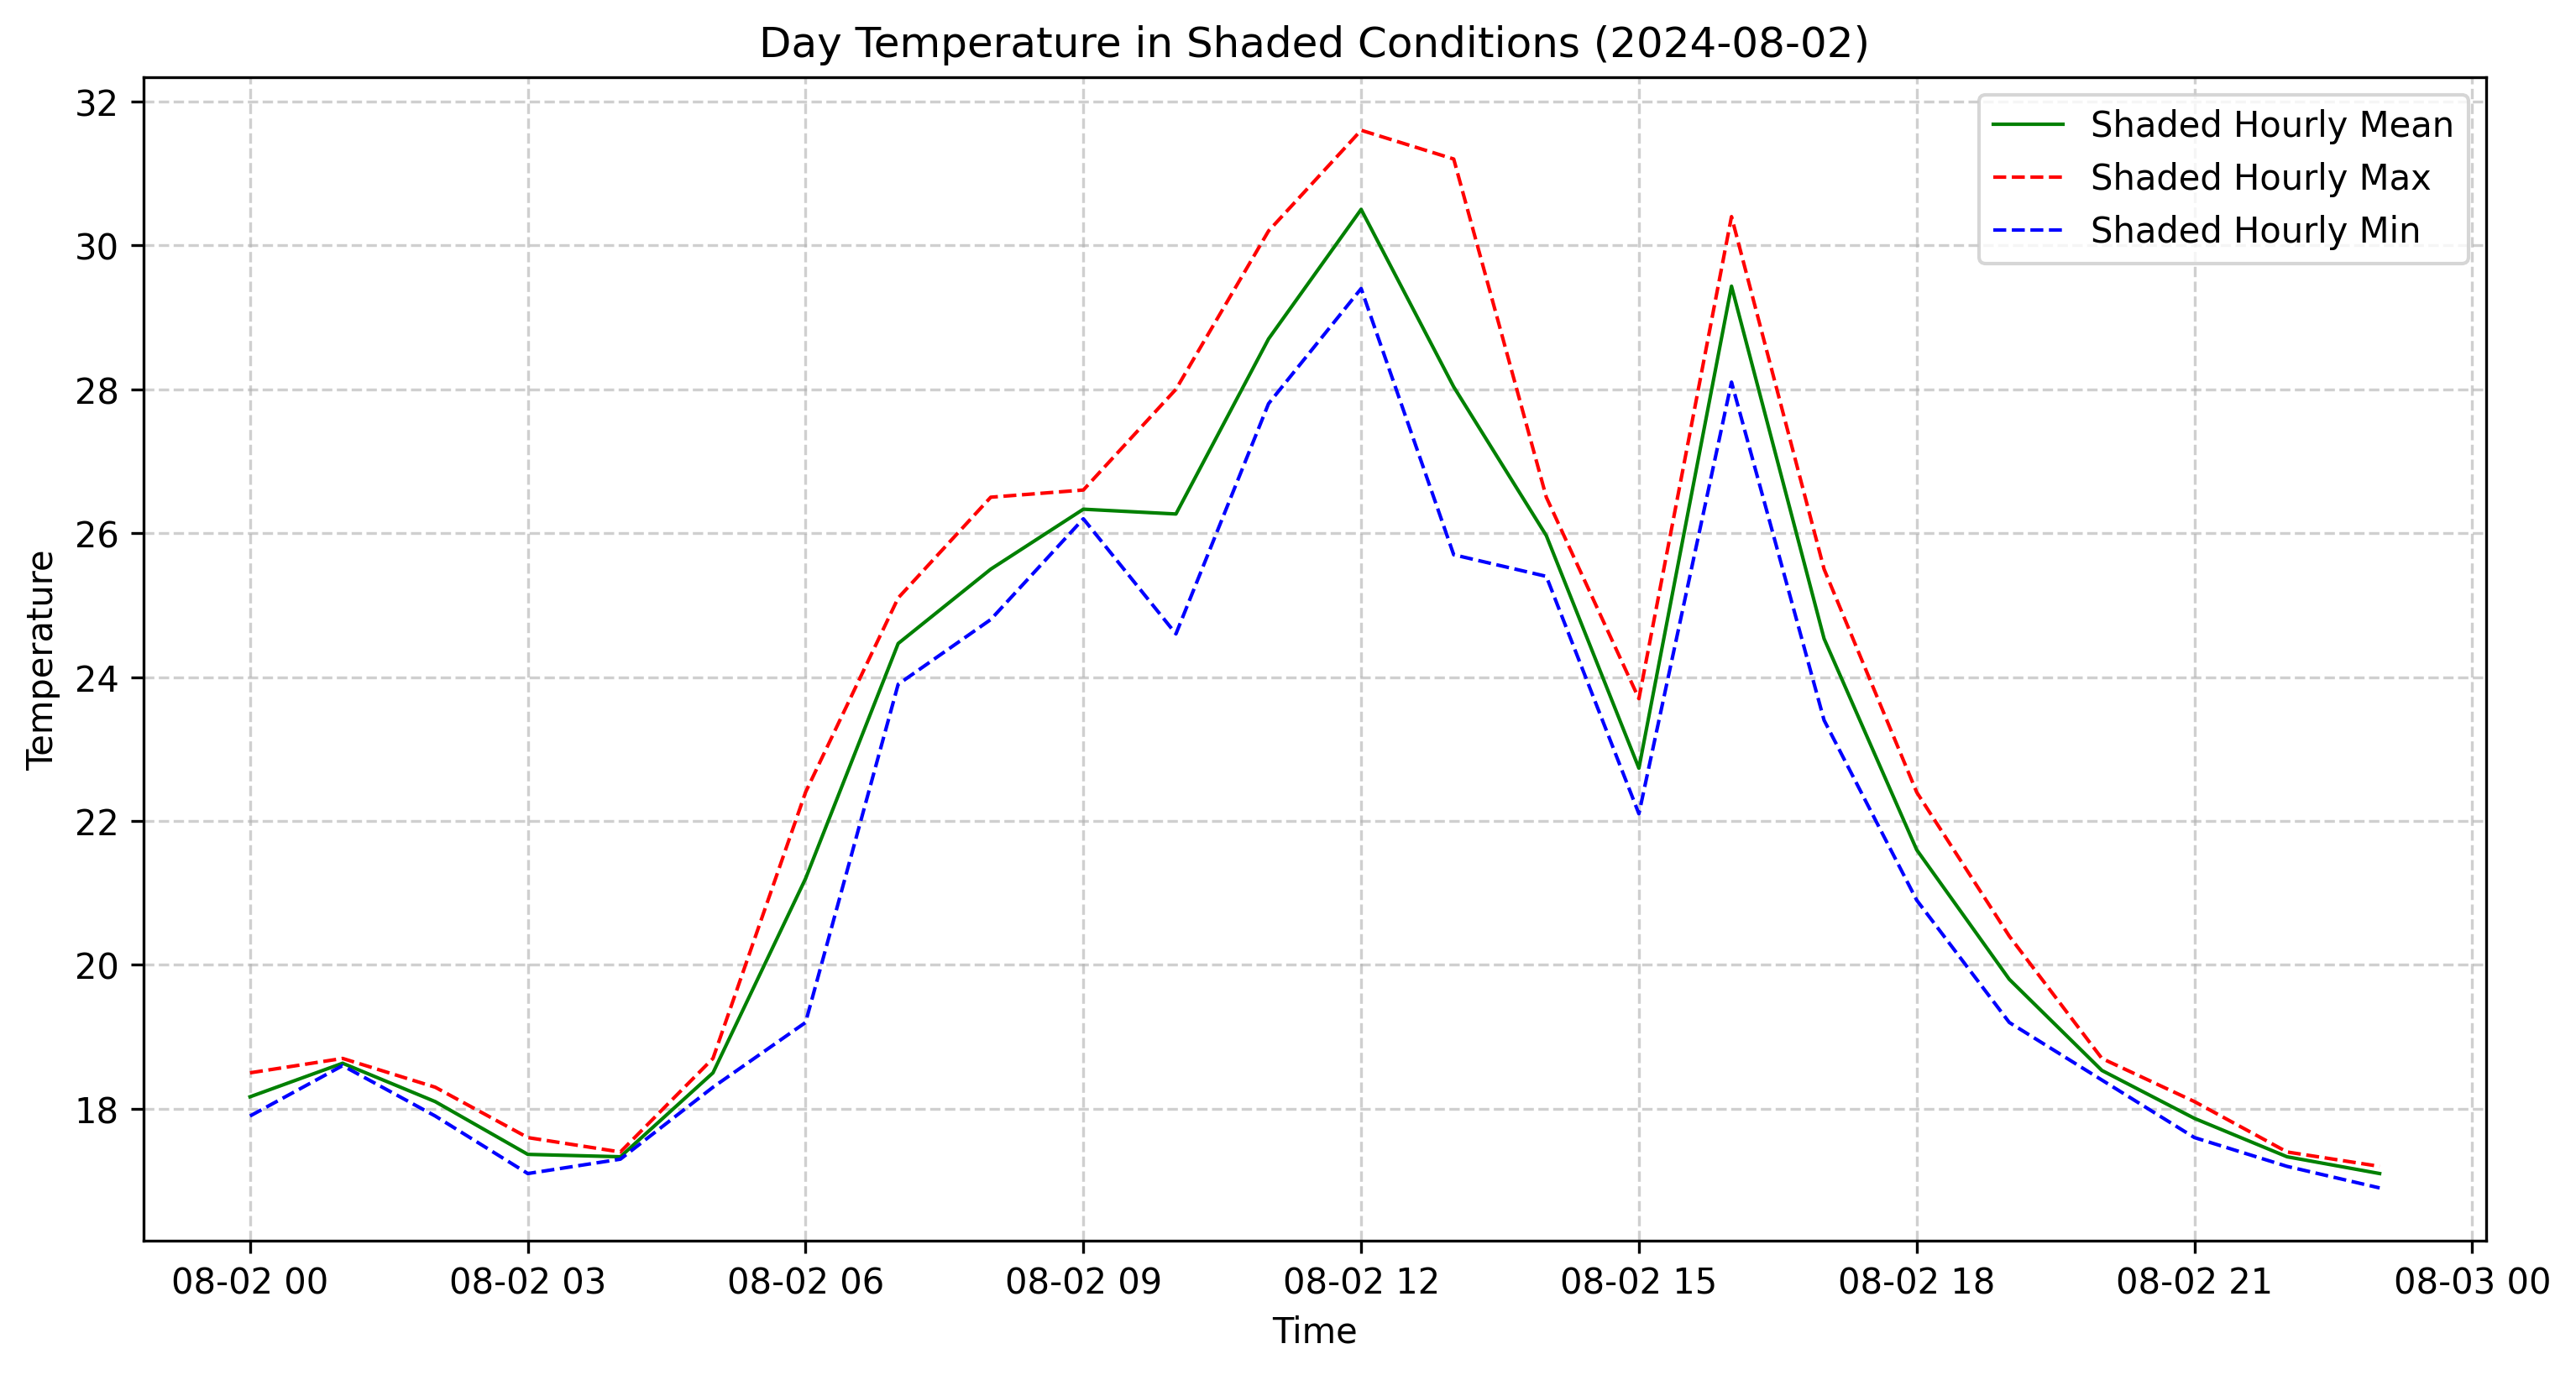 Day Temperature in Shaded Conditions (2024-08-02)
Shaded Hourly Mean
Shaded Hourly Max
Shaded Hourly Min
Temperature
32
30
28
26
24
22
20
18
08-02 00 08-02 03 08-02 06 08-02 09 08-02 12 08-02 15 08-02 18 08-02 21 08-03 00
Time